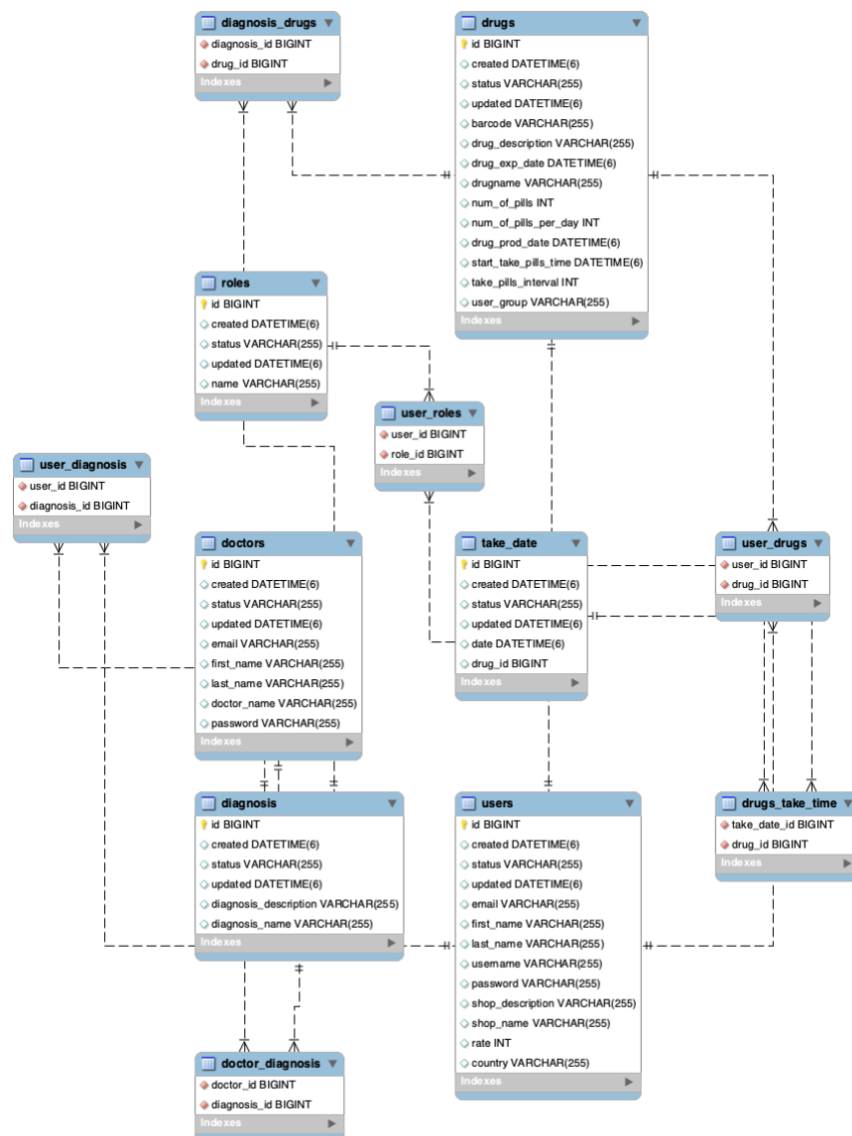 diagnosis_drugs
diagnosis_id BIGINT
drug_id BIGINT
Indexes
drugs
id BIGINT
created DATETIME(6)
status VARCHAR(255)
updated DATETIME(6)
barcode VARCHAR(255)
drug_description VARCHAR(255)
drug_exp_date DATETIME(6)
drugname VARCHAR(255)
num_of_pills INT
num_of_pills_per_day INT
drug_prod_date DATETIME(6)
start_take_pills_time DATETIME(6)
take_pills_interval INT
user_group VARCHAR(255)
Indexes
roles
id BIGINT
created DATETIME(6)
status VARCHAR(255)
updated DATETIME(6)
name VARCHAR(255)
Indexes
user_roles
user_id BIGINT
role_id BIGINT
Indexes
user_diagnosis
user_id BIGINT
diagnosis_id BIGINT
Indexes
doctors
id BIGINT
created DATETIME(6)
status VARCHAR(255)
updated DATETIME(6)
email VARCHAR(255)
first_name VARCHAR(255)
last_name VARCHAR(255)
doctor_name VARCHAR(255)
password VARCHAR(255)
Indexes
take_date
id BIGINT
created DATETIME(6)
status VARCHAR(255)
updated DATETIME(6)
date DATETIME(6)
drug_id BIGINT
Indexes
user_drugs
user_id BIGINT
drug_id BIGINT
Indexes
diagnosis
id BIGINT
created DATETIME(6)
status VARCHAR(255)
updated DATETIME(6)
diagnosis_description VARCHAR(255)
diagnosis_name VARCHAR(255)
Indexes
users
id BIGINT
created DATETIME(6)
status VARCHAR(255)
updated DATETIME(6)
email VARCHAR(255)
first_name VARCHAR(255)
last_name VARCHAR(255)
username VARCHAR(255)
password VARCHAR(255)
shop_description VARCHAR(255)
shop_name VARCHAR(255)
rate INT
country VARCHAR(255)
Indexes
drugs_take_time
take_date_id BIGINT
drug_id BIGINT
Indexes
doctor_diagnosis
doctor_id BIGINT
diagnosis_id BIGINT
Indexes